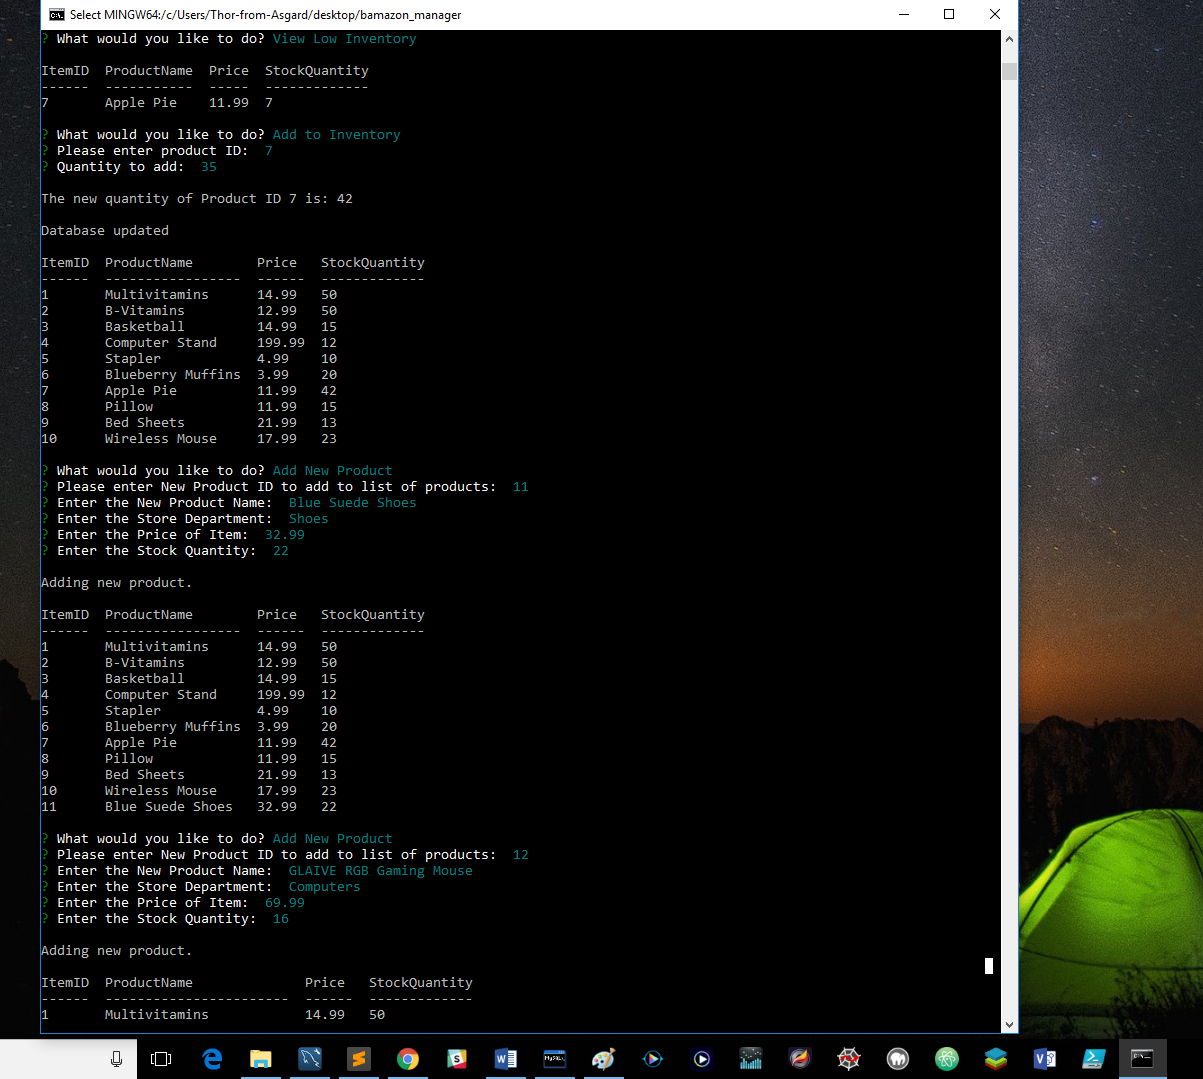 Select MINGW64:/c/Users/Thor-from-Asgard/desktop/bamazon_manager
? What would you like to do? View Low Inventory
ItemID  ProductName  Price  StockQuantity
------  -----------  -----  -------------
7       Apple Pie    11.99  7
? What would you like to do? Add to Inventory
? Please enter product ID:  7
? Quantity to add:  35
The new quantity of Product ID 7 is: 42
Database updated
ItemID  ProductName        Price   StockQuantity
------  -----------------  ------  -------------
1       Multivitamins      14.99   50
2       B-Vitamins         12.99   50
3       Basketball         14.99   15
4       Computer Stand     199.99  12
5       Stapler            4.99    10
6       Blueberry Muffins  3.99    20
7       Apple Pie          11.99   42
8       Pillow             11.99   15
9       Bed Sheets         21.99   13
10      Wireless Mouse     17.99   23
? What would you like to do? Add New Product
? Please enter New Product ID to add to list of products:  11
? Enter the New Product Name:  Blue Suede Shoes
? Enter the Store Department:  Shoes
? Enter the Price of Item:  32.99
? Enter the Stock Quantity:  22
Adding new product.
ItemID  ProductName        Price   StockQuantity
------  -----------------  ------  -------------
1       Multivitamins      14.99   50
2       B-Vitamins         12.99   50
3       Basketball         14.99   15
4       Computer Stand     199.99  12
5       Stapler            4.99    10
6       Blueberry Muffins  3.99    20
7       Apple Pie          11.99   42
8       Pillow             11.99   15
9       Bed Sheets         21.99   13
10      Wireless Mouse     17.99   23
11      Blue Suede Shoes   32.99   22
? What would you like to do? Add New Product
? Please enter New Product ID to add to list of products:  12
? Enter the New Product Name:  GLAIVE RGB Gaming Mouse
? Enter the Store Department:  Computers
? Enter the Price of Item:  69.99
? Enter the Stock Quantity:  16
Adding new product.
ItemID  ProductName              Price   StockQuantity
------  -----------------------  ------  -------------
1       Multivitamins            14.99   50